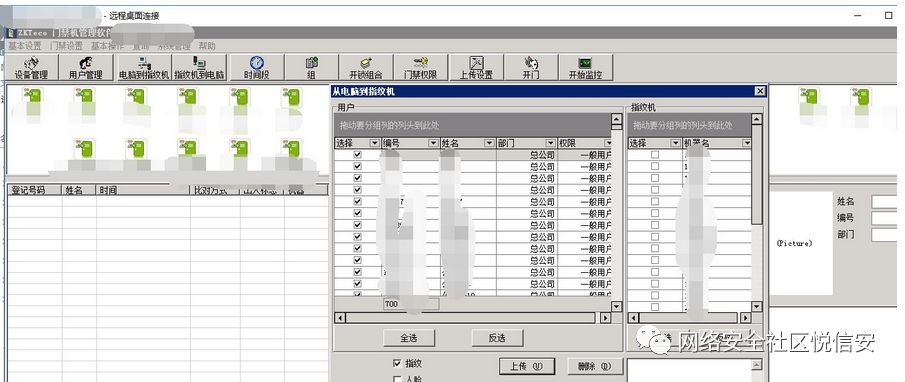 - 远程桌面连接
ZKTeco 门禁机管理软件
基本设置 门禁设置 基本操作 查询 系统管理 帮助
设备管理 用户管理 电脑到指纹机 指纹机到电脑 时间段 组 开锁组合 门禁权限 上传设置 开门 开始监控
从电脑到指纹机
用户 指纹机
拖动要分组列的列头到此处 拖动要分组列的列头到此处
选择 编号 姓名 部门 权限 选择 机器名
总公司 一般用户
总公司 一般用户
总公司 一般用户
总公司 一般用户
总公司 一般用户
总公司 一般用户
总公司 一般用户
总公司 一般用户
总公司 一般用户
总公司 一般用户
总公司 一般用户
总公司 一般用户
总公司 一般用户
700
全选 反选
指纹 上传(U) 删除(D)
人脸
登记号码 姓名 时间 比对方式 出入状态 机器
姓名
编号
部门
(Picture)
网络安全社区悦信安